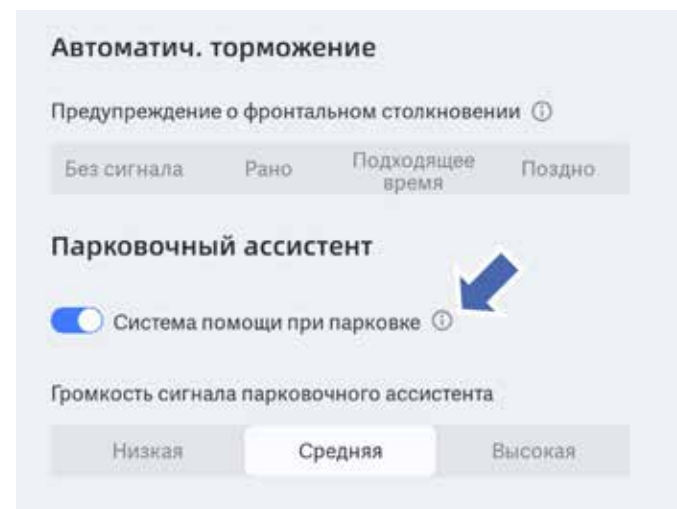 Автоматич. торможение
Предупреждение о фронтальном столкновении
Без сигнала Рано Подходящее время Поздно
Парковочный ассистент
Система помощи при парковке
Громкость сигнала парковочного ассистента
Низкая Средняя Высокая